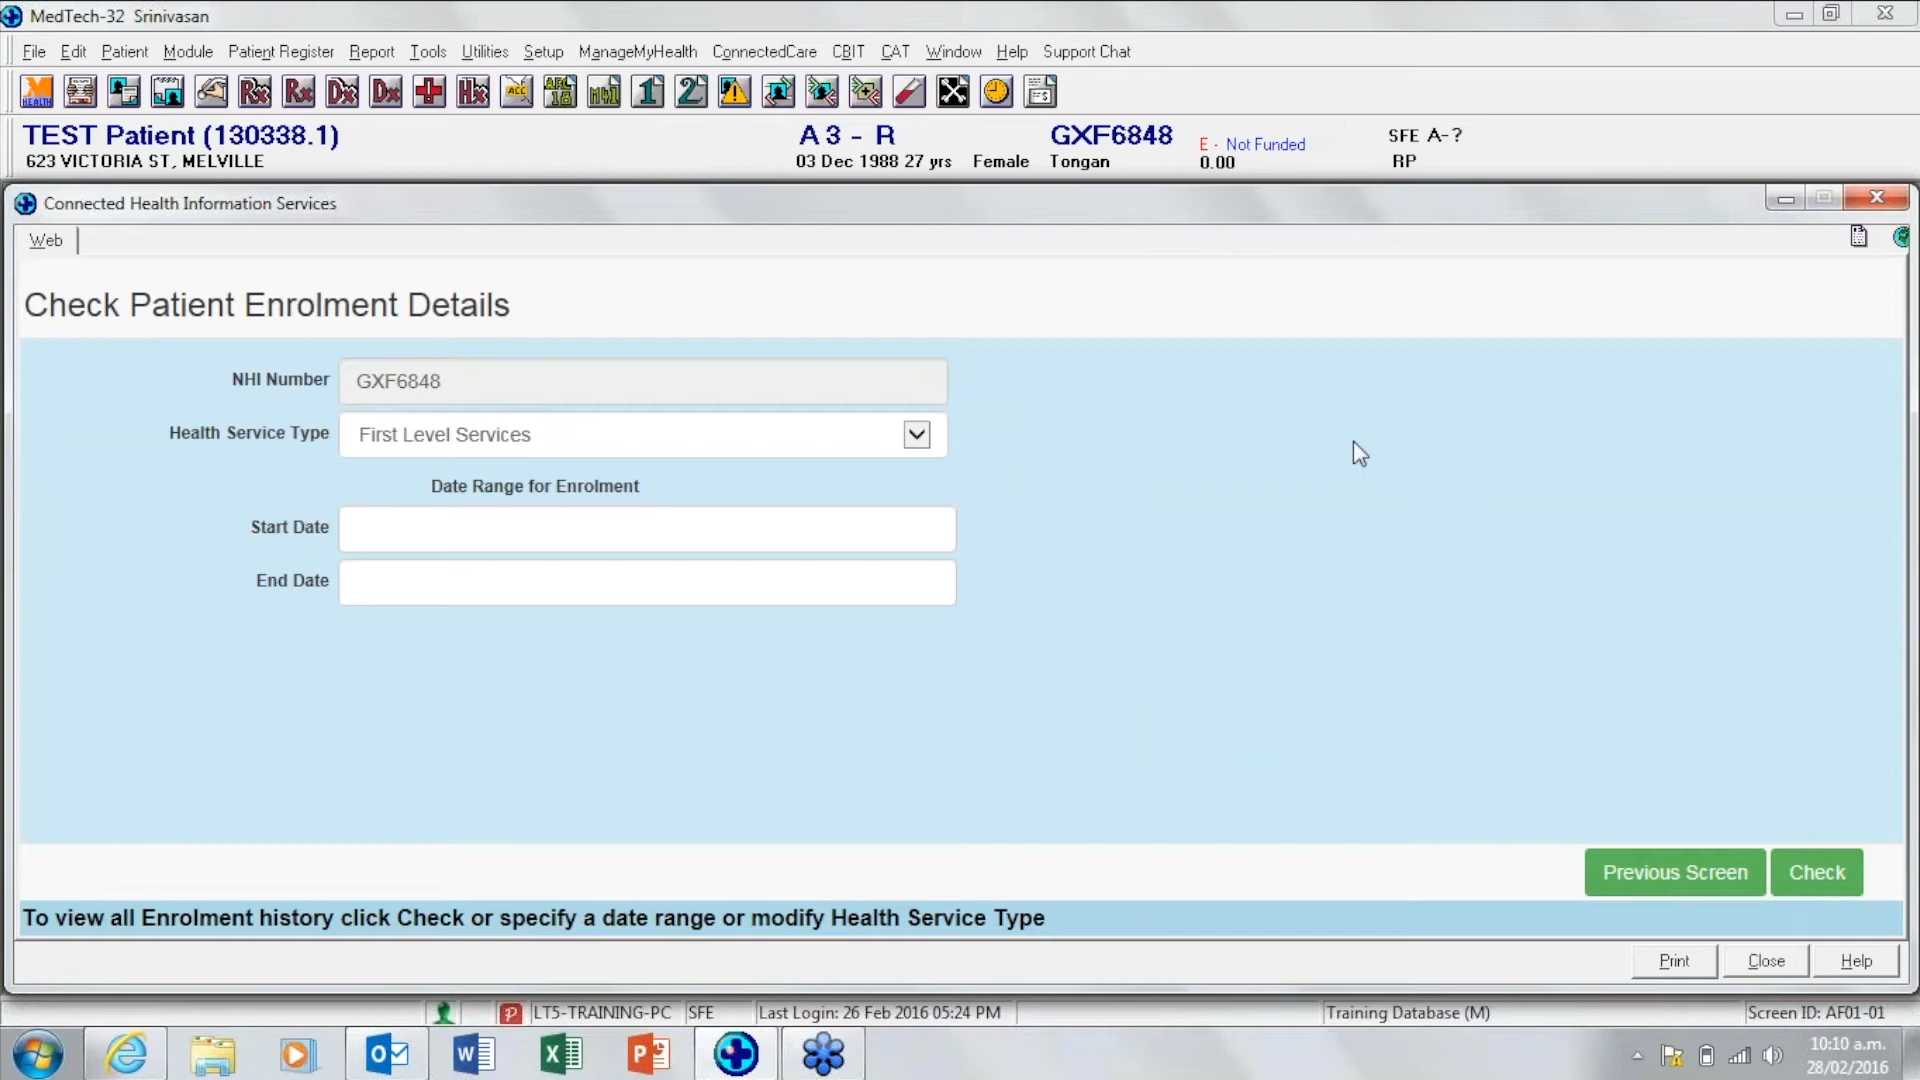 MedTech-32 Srinivasan
File Edit Patient Module Patient Register Report Tools Utilities Setup ManageMyHealth ConnectedCare CBIT CAT Window Help Support Chat
TEST Patient (130338.1) A 3 - R GXF6848 E - Not Funded SFE A-?
623 VICTORIA ST, MELVILLE 03 Dec 1988 27 yrs Female Tongan 0.00 RP
Connected Health Information Services
Web
Check Patient Enrolment Details
NHI Number GXF6848
Health Service Type First Level Services
Date Range for Enrolment
Start Date
End Date
Previous Screen Check
To view all Enrolment history click Check or specify a date range or modify Health Service Type
Print Close Help
LT5-TRAINING-PC SFE Last Login: 26 Feb 2016 05:24 PM Training Database (M) Screen ID: AF01-01
10:10 a.m.
28/02/2016